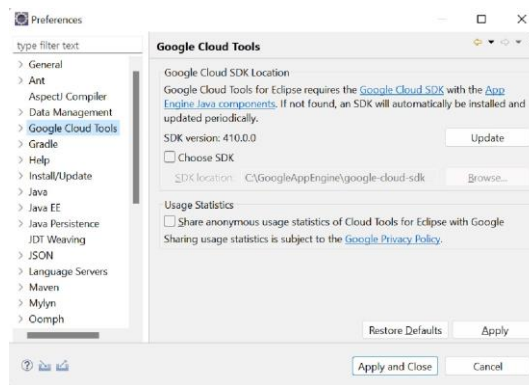 Preferences
type filter text
General
Ant
AspectJ Compiler
Data Management
Google Cloud Tools
Gradle
Help
Install/Update
Java
Java EE
Java Persistence
JDT Weaving
JSON
Language Servers
Maven
Mylyn
Oomph
Google Cloud Tools
Google Cloud SDK Location
Google Cloud Tools for Eclipse requires the Google Cloud SDK with the App
Engine Java components. If not found, an SDK will automatically be installed and
updated periodically.
SDK version: 410.0.0
Update
Choose SDK
SDK location: C:\GoogleAppEngine\google-cloud-sdk
Browse...
Usage Statistics
Share anonymous usage statistics of Cloud Tools for Eclipse with Google
Sharing usage statistics is subject to the Google Privacy Policy.
Restore Defaults
Apply
Apply and Close
Cancel